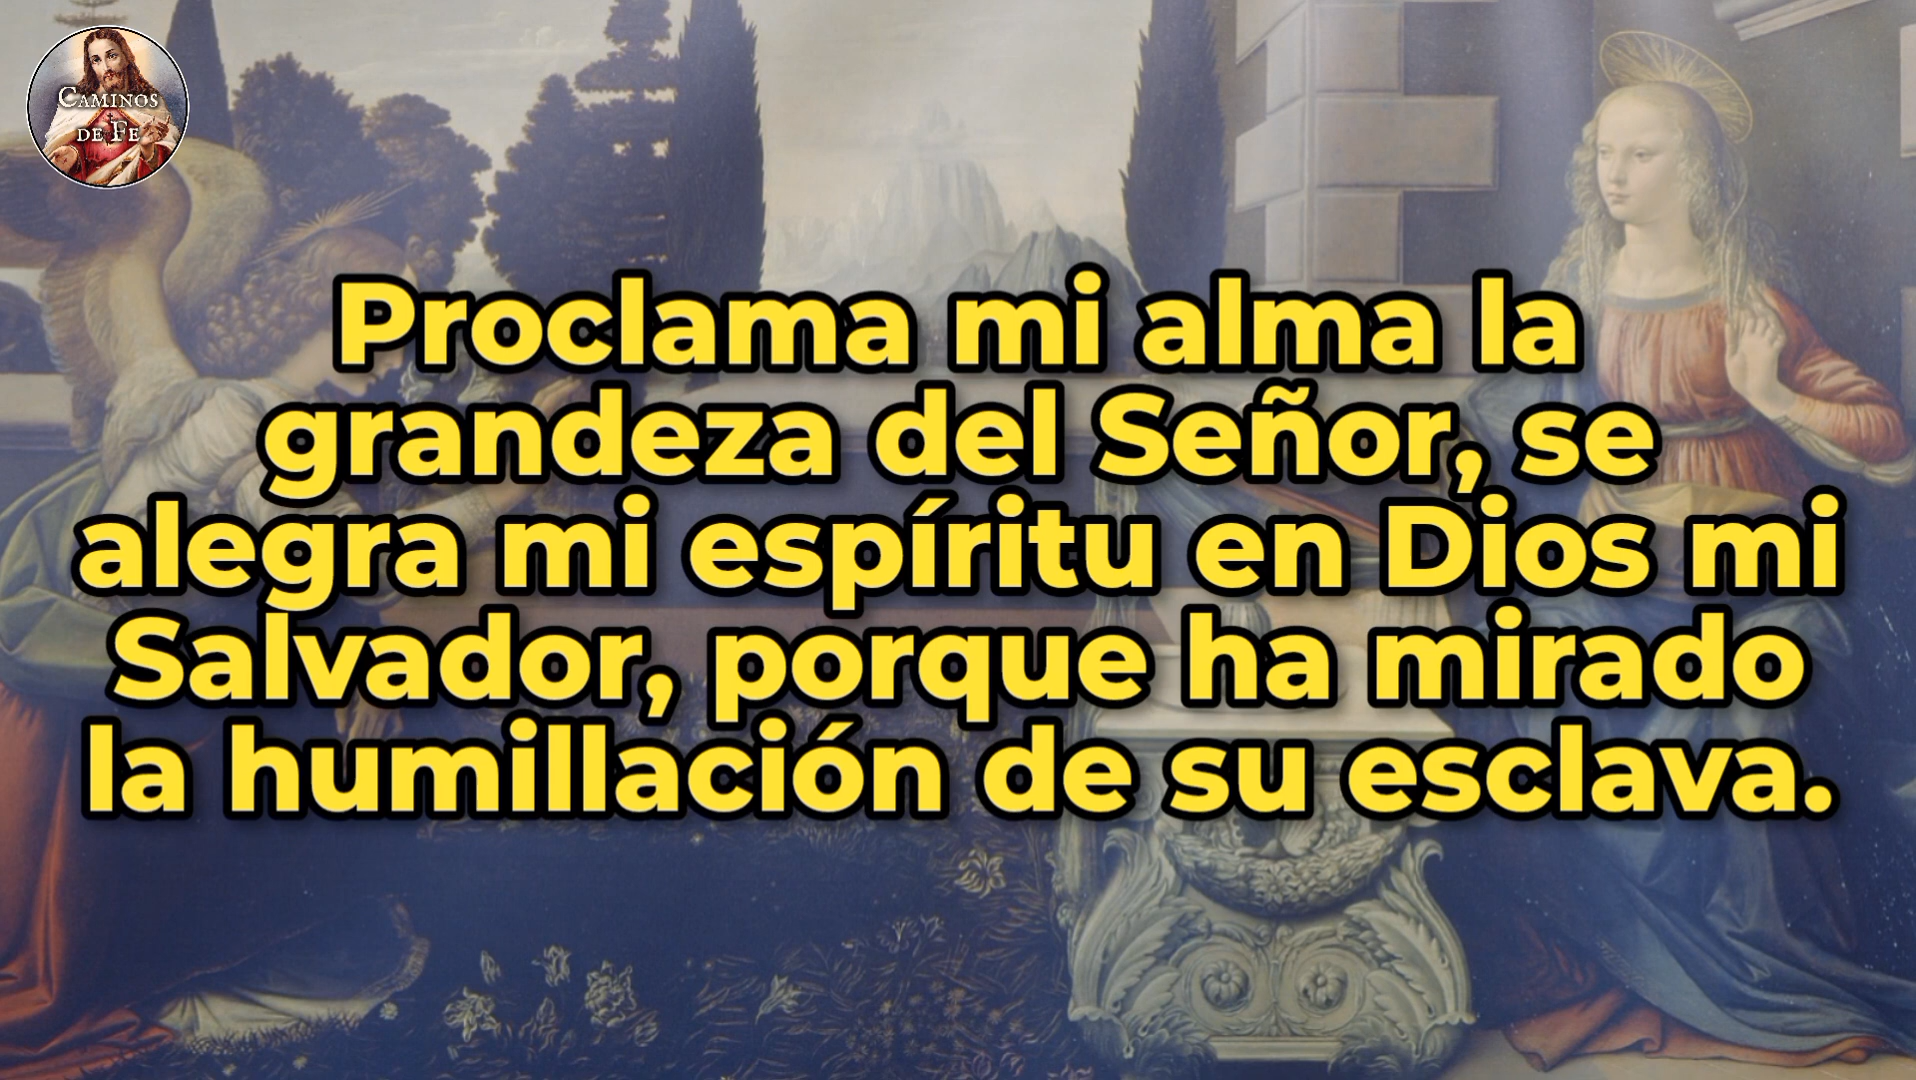 CAMINOS
DE FE
Proclama mi alma la
grandeza del Señor, se
alegra mi espíritu en Dios mi
Salvador, porque ha mirado
la humillación de su esclava.